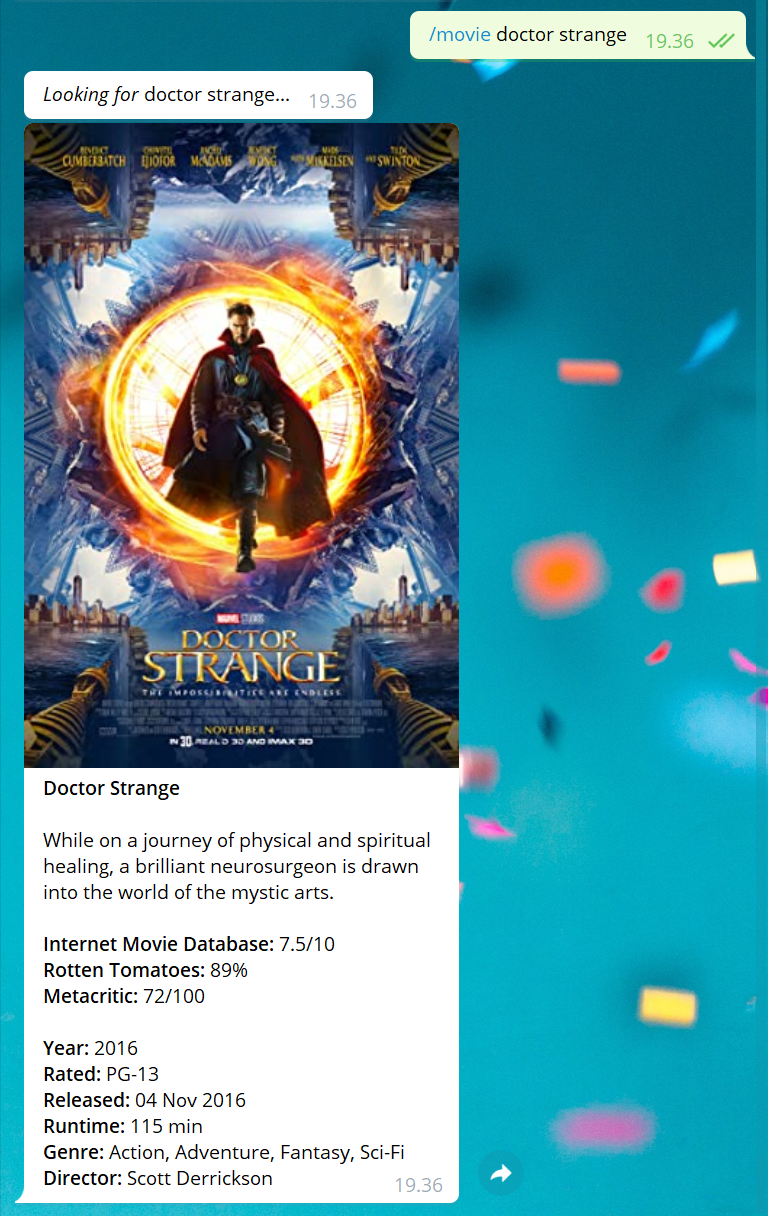 /movie doctor strange 19.36
Looking for doctor strange... 19.36
BENEDICT CUMBERBATCH CHIWETEL EJIOFOR RACHEL McADAMS BENEDICT WONG WITH MADS MIKKELSEN AND TILDA SWINTON
MARVEL STUDIOS
DOCTOR
STRANGE
THE IMPOSSIBILITIES ARE ENDLESS
NOVEMBER 4
IN 3D, REAL D 3D AND IMAX 3D
Doctor Strange
While on a journey of physical and spiritual
healing, a brilliant neurosurgeon is drawn
into the world of the mystic arts.
Internet Movie Database: 7.5/10
Rotten Tomatoes: 89%
Metacritic: 72/100
Year: 2016
Rated: PG-13
Released: 04 Nov 2016
Runtime: 115 min
Genre: Action, Adventure, Fantasy, Sci-Fi
Director: Scott Derrickson
19.36